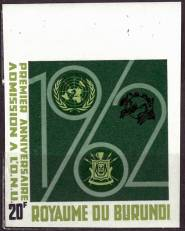 1962
PREMIER ANNIVERSAIRE
ADMISSION A L'O.N.U.
20F
ROYAUME DU BURUNDI